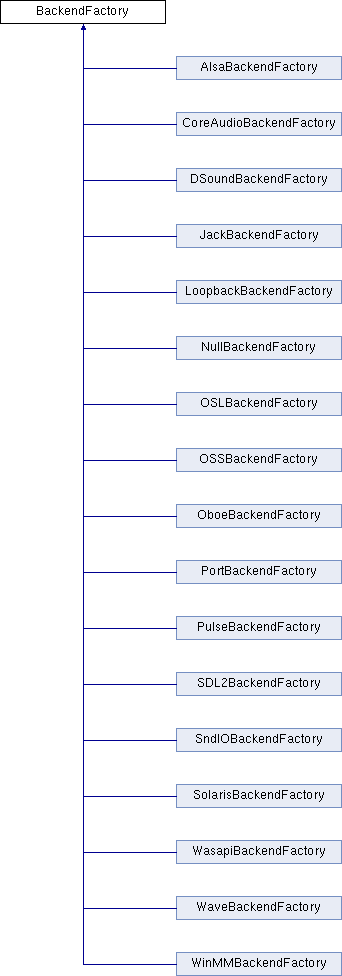 BackendFactory
AlsaBackendFactory
CoreAudioBackendFactory
DSoundBackendFactory
JackBackendFactory
LoopbackBackendFactory
NullBackendFactory
OSLBackendFactory
OSSBackendFactory
OboeBackendFactory
PortBackendFactory
PulseBackendFactory
SDL2BackendFactory
SndIOBackendFactory
SolarisBackendFactory
WasapiBackendFactory
WaveBackendFactory
WinMMBackendFactory